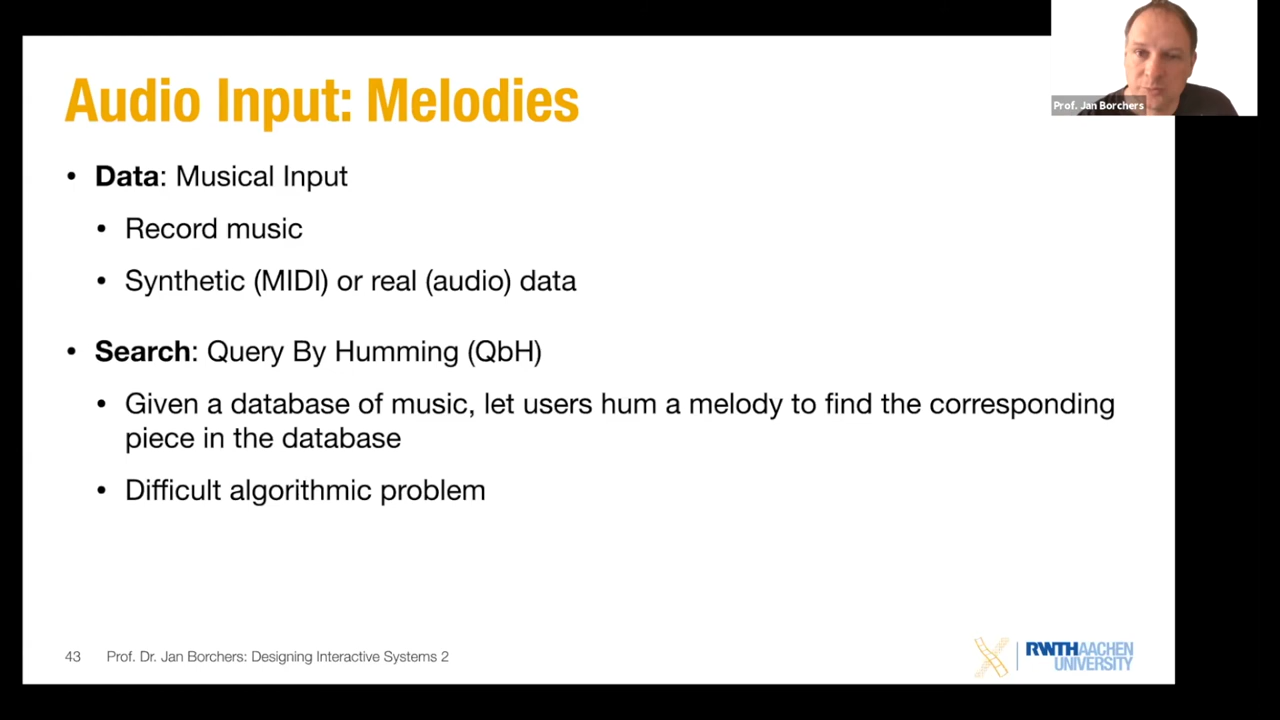 Audio Input: Melodies
Prof. Jan Borchers
• Data: Musical Input
• Record music
• Synthetic (MIDI) or real (audio) data
• Search: Query By Humming (QbH)
• Given a database of music, let users hum a melody to find the corresponding
piece in the database
• Difficult algorithmic problem
43 Prof. Dr. Jan Borchers: Designing Interactive Systems 2
RWTHAACHEN
UNIVERSITY